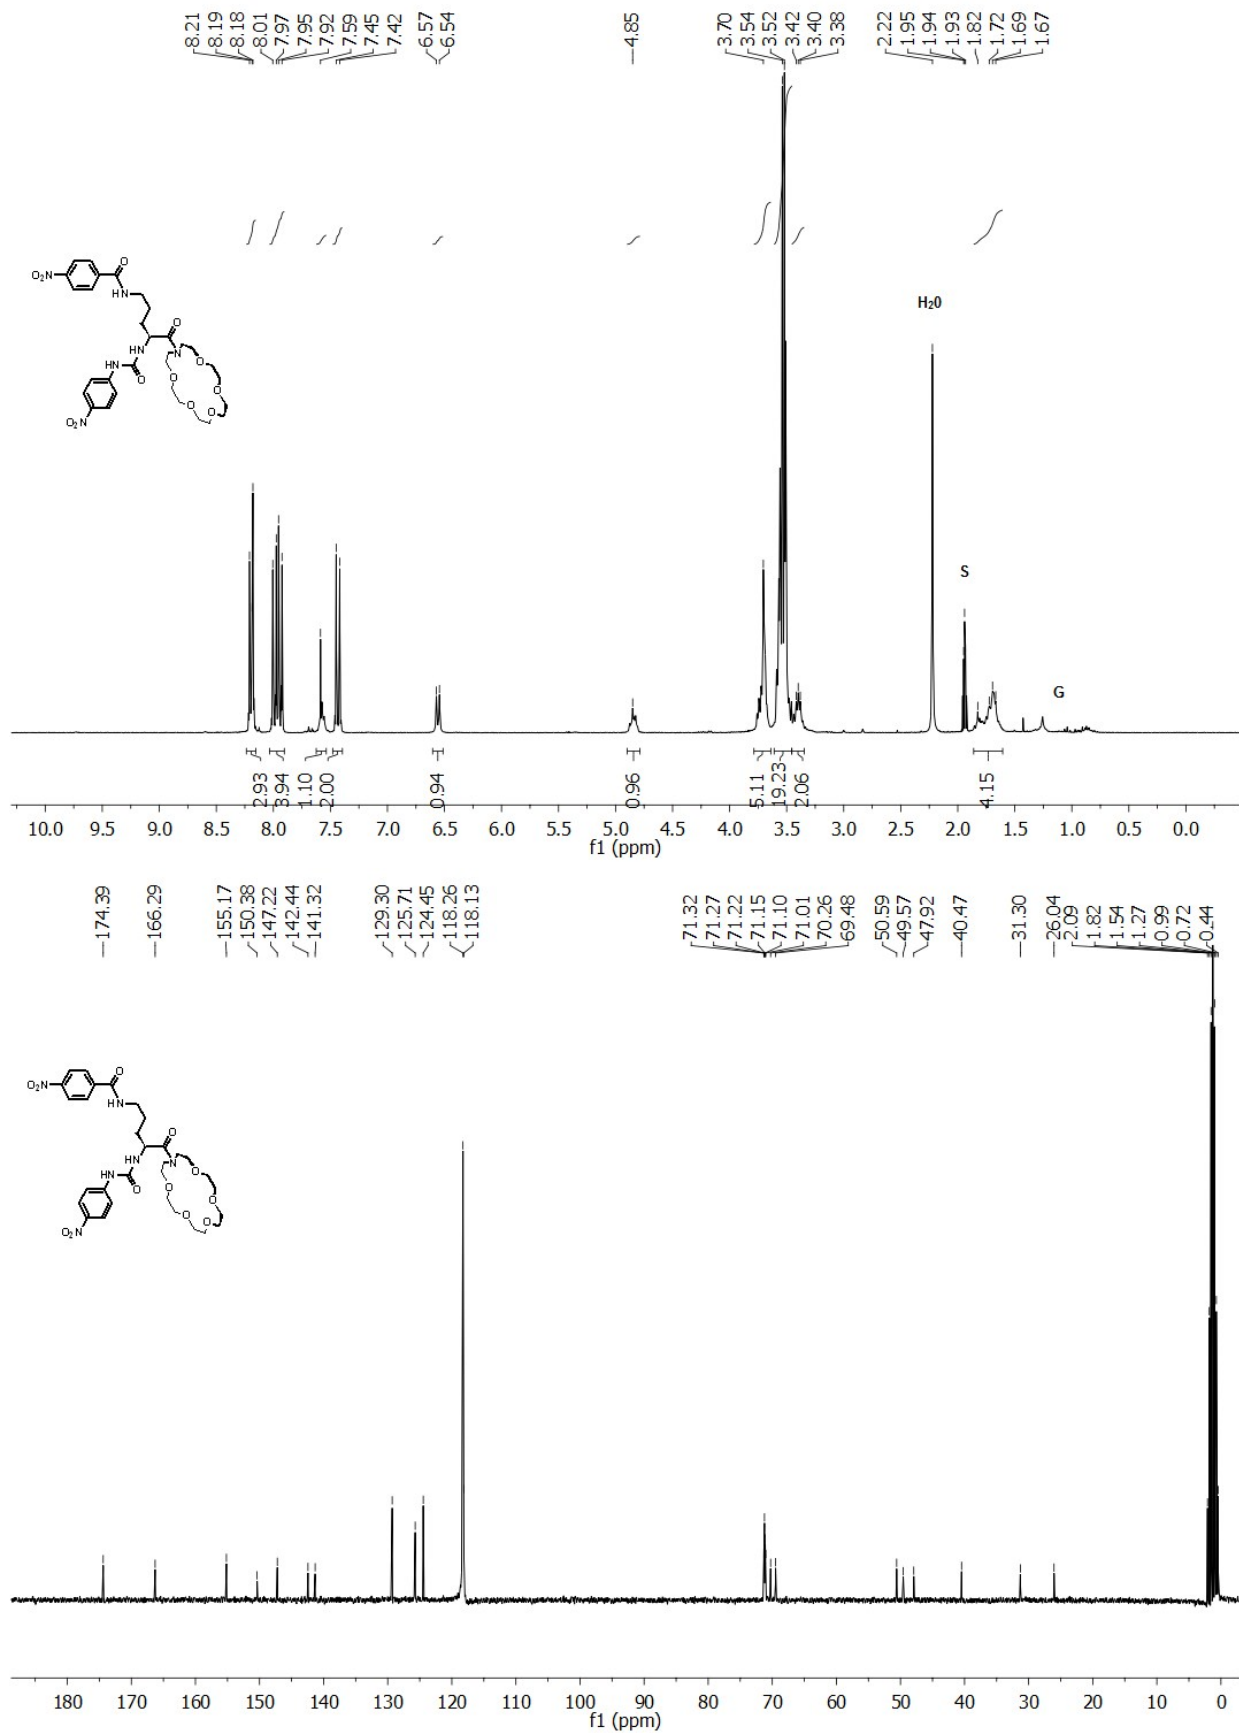 8.21 8.19 8.18 8.01 7.97 7.95 7.92 7.59 7.45 7.42 6.57 6.54 4.85 3.70 3.54 3.52 3.42 3.40 3.38 2.22 1.95 1.94 1.93 1.82 1.72 1.69 1.67
O
O₂N
HN
O
HN N O
HN O O
O O
O₂N O
H₂0
S
G
2.93 3.94 1.10 2.00 0.94 0.96 5.11 19.23 2.06 4.15
10.0 9.5 9.0 8.5 8.0 7.5 7.0 6.5 6.0 5.5 5.0 4.5 4.0 3.5 3.0 2.5 2.0 1.5 1.0 0.5 0.0
f1 (ppm)
174.39 166.29 155.17 150.38 147.22 142.44 141.32 129.30 125.71 124.45 118.26 118.13 71.32 71.27 71.22 71.15 71.10 71.01 70.26 69.48 50.59 49.57 47.92 40.47 31.30 26.04 2.09 1.82 1.54 1.27 0.99 0.72 0.44
O
O₂N
HN
O
HN N O
HN O O
O O
O₂N O
180 170 160 150 140 130 120 110 100 90 80 70 60 50 40 30 20 10 0
f1 (ppm)